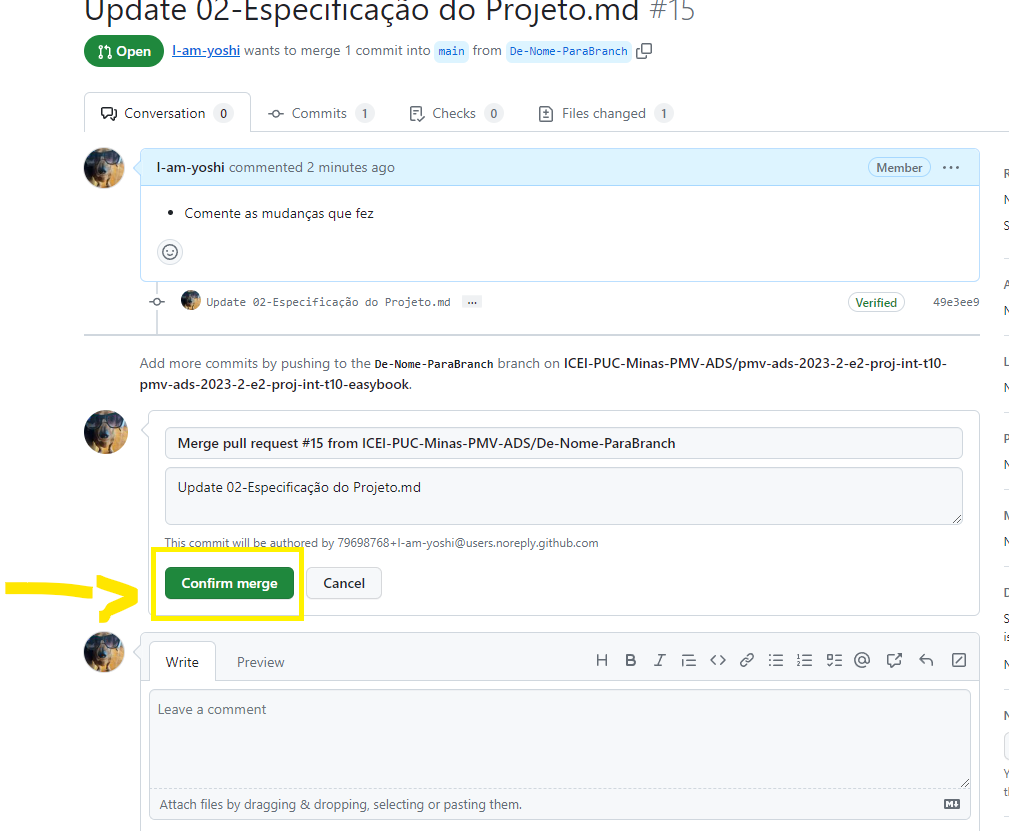 Update 02-Especificação do Projeto.md #15
Open I-am-yoshi wants to merge 1 commit into main from De-Nome-ParaBranch
Conversation 0 Commits 1 Checks 0 Files changed 1
I-am-yoshi commented 2 minutes ago Member
Comente as mudanças que fez
Update 02-Especificação do Projeto.md ... Verified 49e3ee9
Add more commits by pushing to the De-Nome-ParaBranch branch on ICEI-PUC-Minas-PMV-ADS/pmv-ads-2023-2-e2-proj-int-t10-
pmv-ads-2023-2-e2-proj-int-t10-easybook.
Merge pull request #15 from ICEI-PUC-Minas-PMV-ADS/De-Nome-ParaBranch
Update 02-Especificação do Projeto.md
This commit will be authored by 79698768+I-am-yoshi@users.noreply.github.com
Confirm merge Cancel
Write Preview
Leave a comment
Attach files by dragging & dropping, selecting or pasting them.